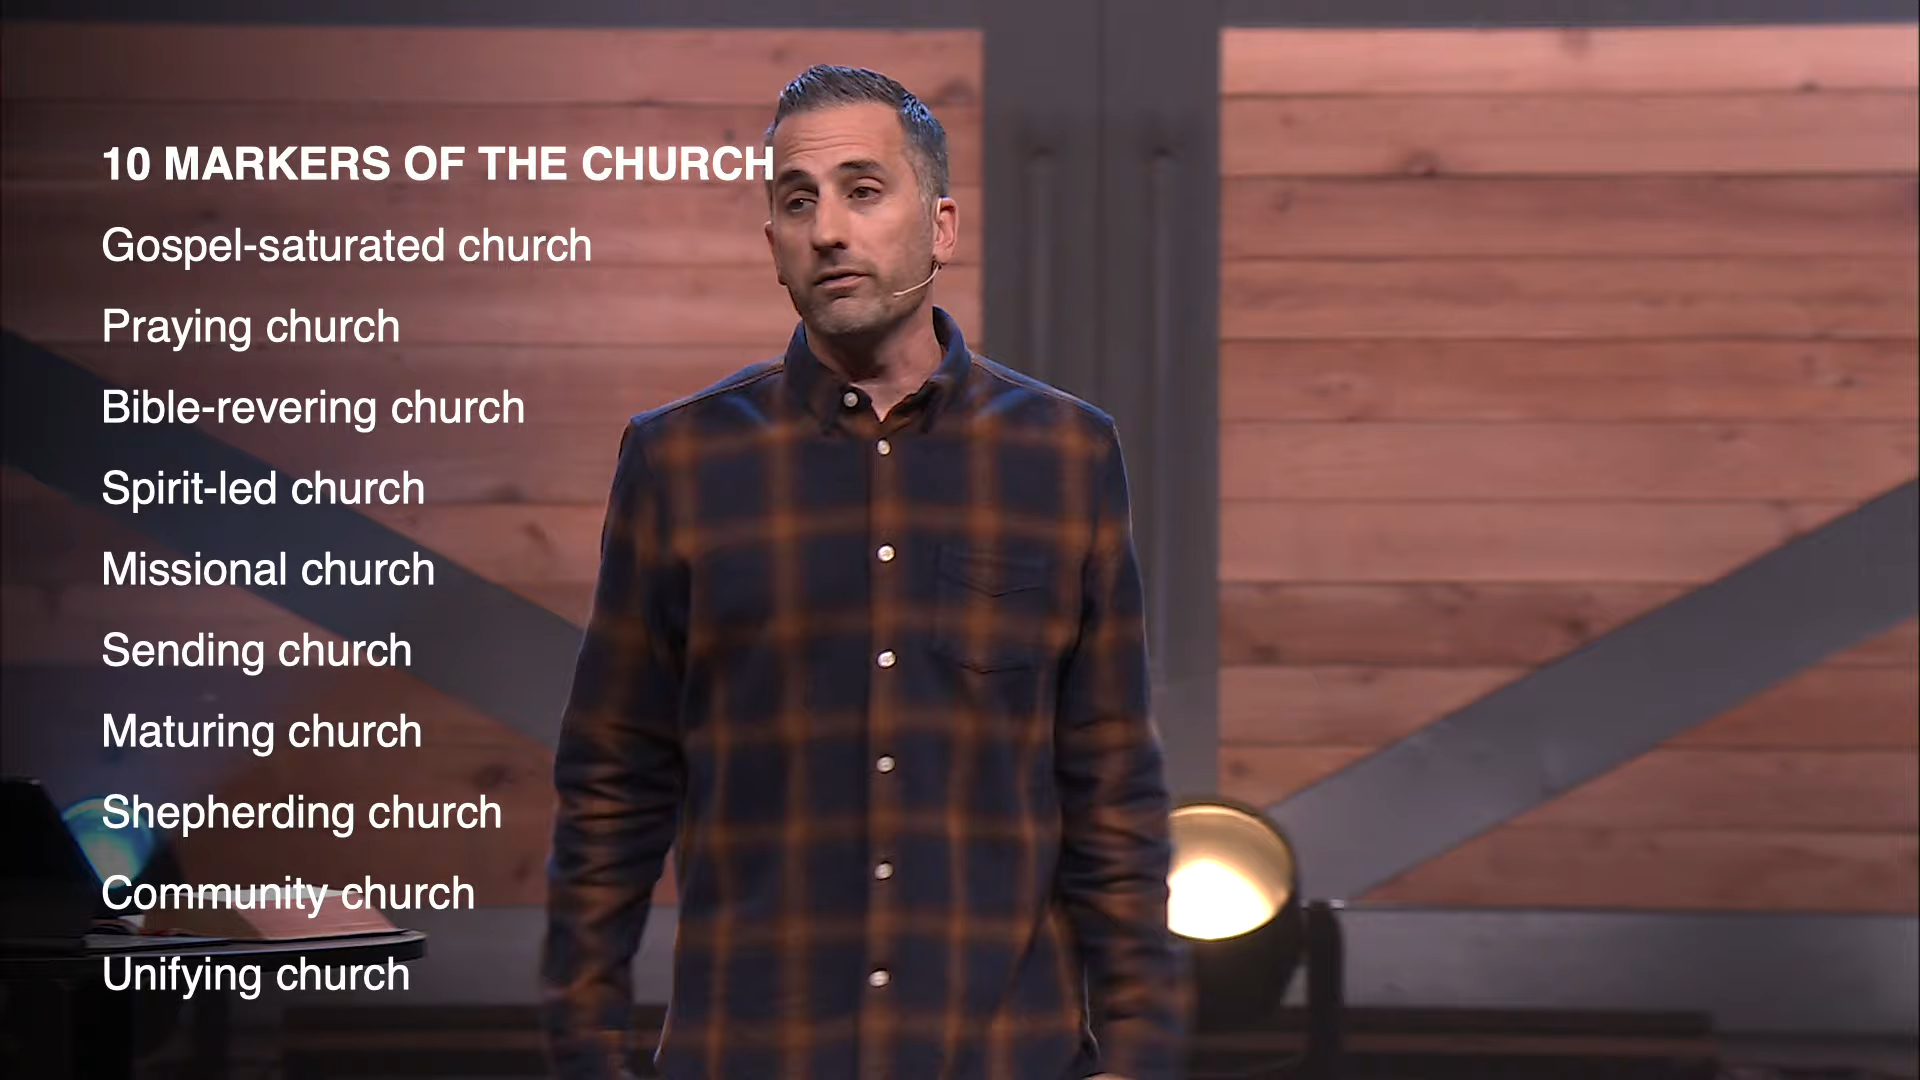 10 MARKERS OF THE CHURCH
Gospel-saturated church
Praying church
Bible-revering church
Spirit-led church
Missional church
Sending church
Maturing church
Shepherding church
Community church
Unifying church